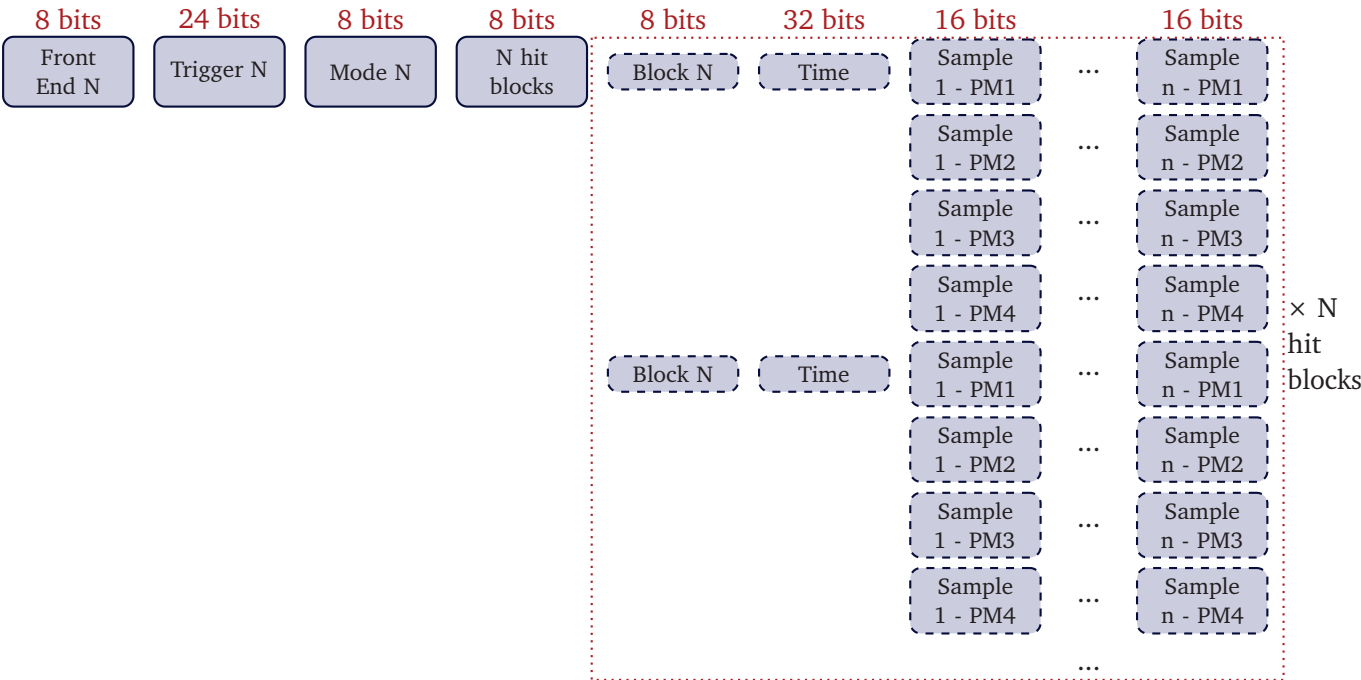 8 bits 24 bits 8 bits 8 bits 8 bits 32 bits 16 bits 16 bits
Front
End N
Trigger N
Mode N
N hit
blocks
Block N
Time
Sample
1 - PM1
...
Sample
n - PM1
Sample
1 - PM2
...
Sample
n - PM2
Sample
1 - PM3
...
Sample
n - PM3
Sample
1 - PM4
...
Sample
n - PM4
× N
hit
blocks
Block N
Time
Sample
1 - PM1
...
Sample
n - PM1
Sample
1 - PM2
...
Sample
n - PM2
Sample
1 - PM3
...
Sample
n - PM3
Sample
1 - PM4
...
Sample
n - PM4
...